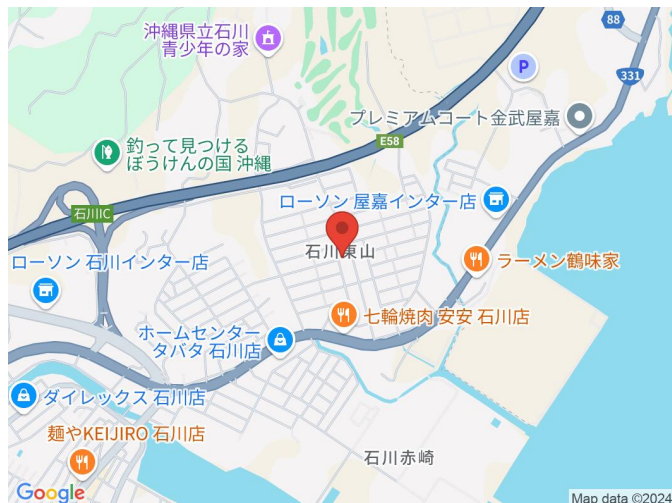 沖縄県立石川
青少年の家
88
331
P
プレミアムコート金武屋嘉
釣って見つける
ぼうけんの国 沖縄
E58
ローソン 屋嘉インター店
石川IC
石川東山
ローソン 石川インター店
ラーメン鶴味家
七輪焼肉 安安 石川店
ホームセンター
タバタ 石川店
ダイレックス 石川店
麺やKEIJIRO 石川店
石川赤崎
Google
Map data ©2024